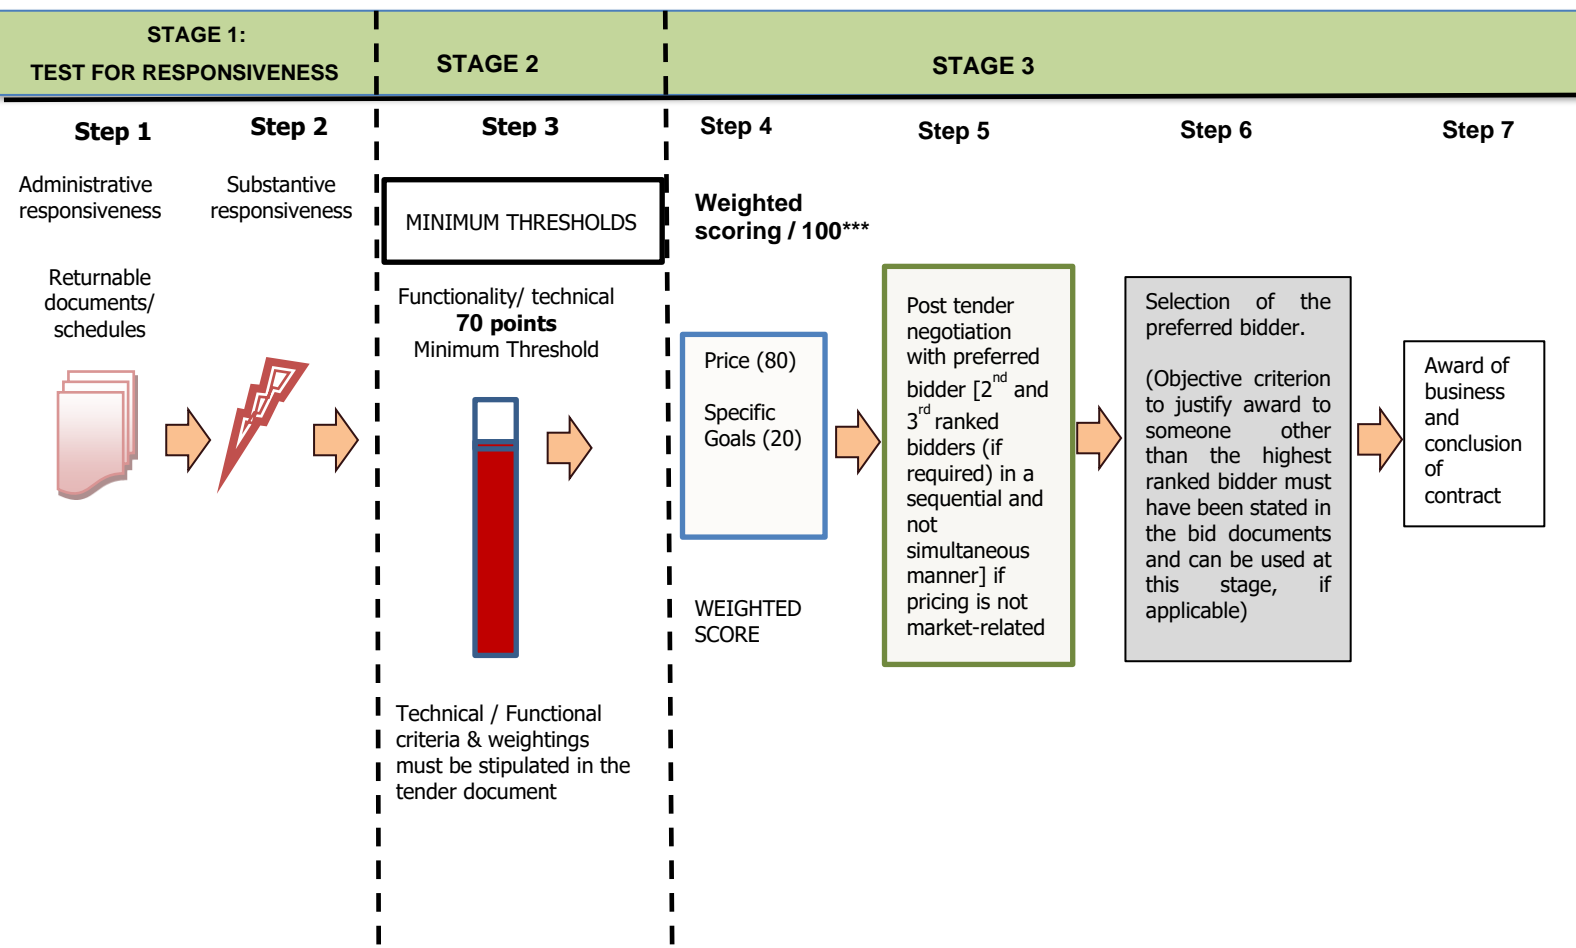 STAGE 1:
TEST FOR RESPONSIVENESS
STAGE 2
STAGE 3
Step 1
Step 2
Step 3
Step 4
Step 5
Step 6
Step 7
Administrative
responsiveness
Returnable
documents/
schedules
Substantive
responsiveness
MINIMUM THRESHOLDS
Functionality/ technical
70 points
Minimum Threshold
Technical / Functional
criteria & weightings
must be stipulated in the
tender document
Weighted
scoring / 100***
Price (80)
Specific
Goals (20)
WEIGHTED
SCORE
Post tender
negotiation
with preferred
bidder [2nd and
3rd ranked
bidders (if
required) in a
sequential and
not
simultaneous
manner] if
pricing is not
market-related
Selection of the
preferred bidder.
(Objective criterion
to justify award to
someone other
than the highest
ranked bidder must
have been stated in
the bid documents
and can be used at
this stage, if
applicable)
Award of
business
and
conclusion
of
contract